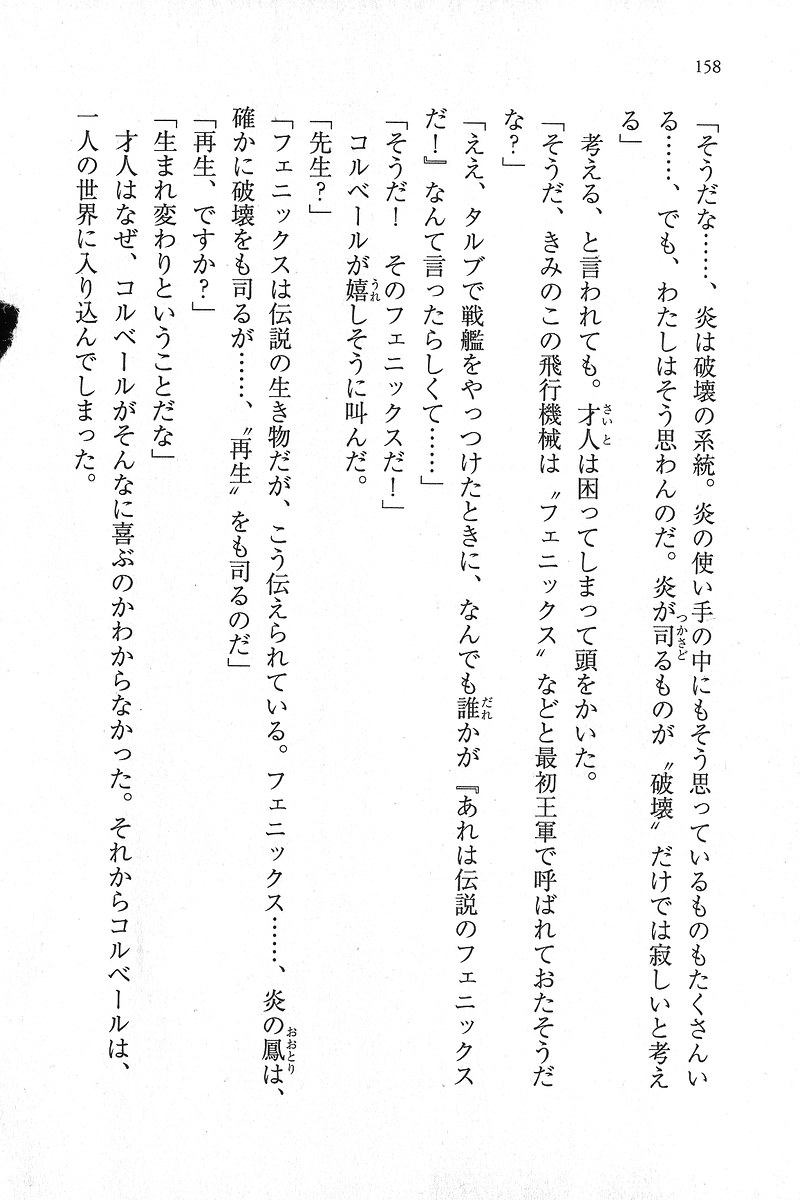 158
「そうだな……、炎は破壊の系統。炎の使い手の中にもそう思っているものもたくさんい
る……、でも、わたしはそう思わんのだ。炎が司るものが〝破壊〟だけでは寂しいと考え
る」
考える、と言われても。才人は困ってしまって頭をかいた。
「そうだ、きみのこの飛行機械は〝フェニックス〟などと最初王軍で呼ばれておたそうだ
な？」
「ええ、タルブで戦艦をやっつけたときに、なんでも誰かが『あれは伝説のフェニックス
だ！』なんて言ったらしくて……」
「そうだ！　そのフェニックスだ！」
コルベールが嬉しそうに叫んだ。
「先生？」
「フェニックスは伝説の生き物だが、こう伝えられている。フェニックス……、炎の鳳は、
確かに破壊をも司るが……、〝再生〟をも司るのだ」
「再生、ですか？」
「生まれ変わりということだな」
才人はなぜ、コルベールがそんなに喜ぶのかわからなかった。それからコルベールは、
一人の世界に入り込んでしまった。